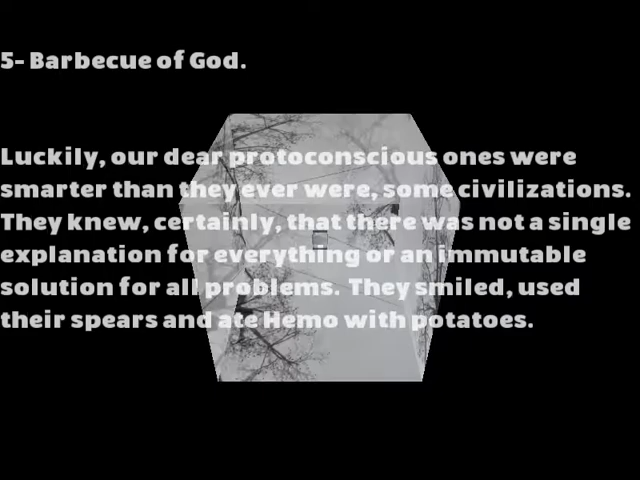 5- Barbecue of God.
Luckily, our dear protoconscious ones were
smarter than they ever were, some civilizations.
They knew, certainly, that there was not a single
explanation for everything or an immutable
solution for all problems. They smiled, used
their spears and ate Hemo with potatoes.